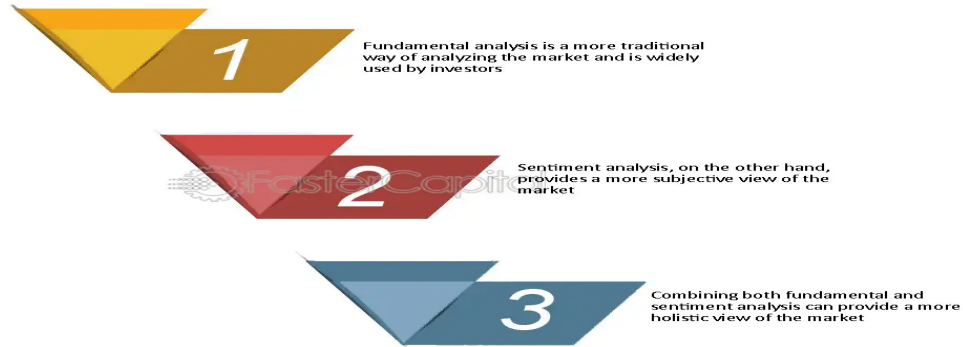 1
Fundamental analysis is a more traditional
way of analyzing the market and is widely
used by investors
2
FasterCapital
Sentiment analysis, on the other hand,
provides a more subjective view of the
market
3
Combining both fundamental and
sentiment analysis can provide a more
holistic view of the market